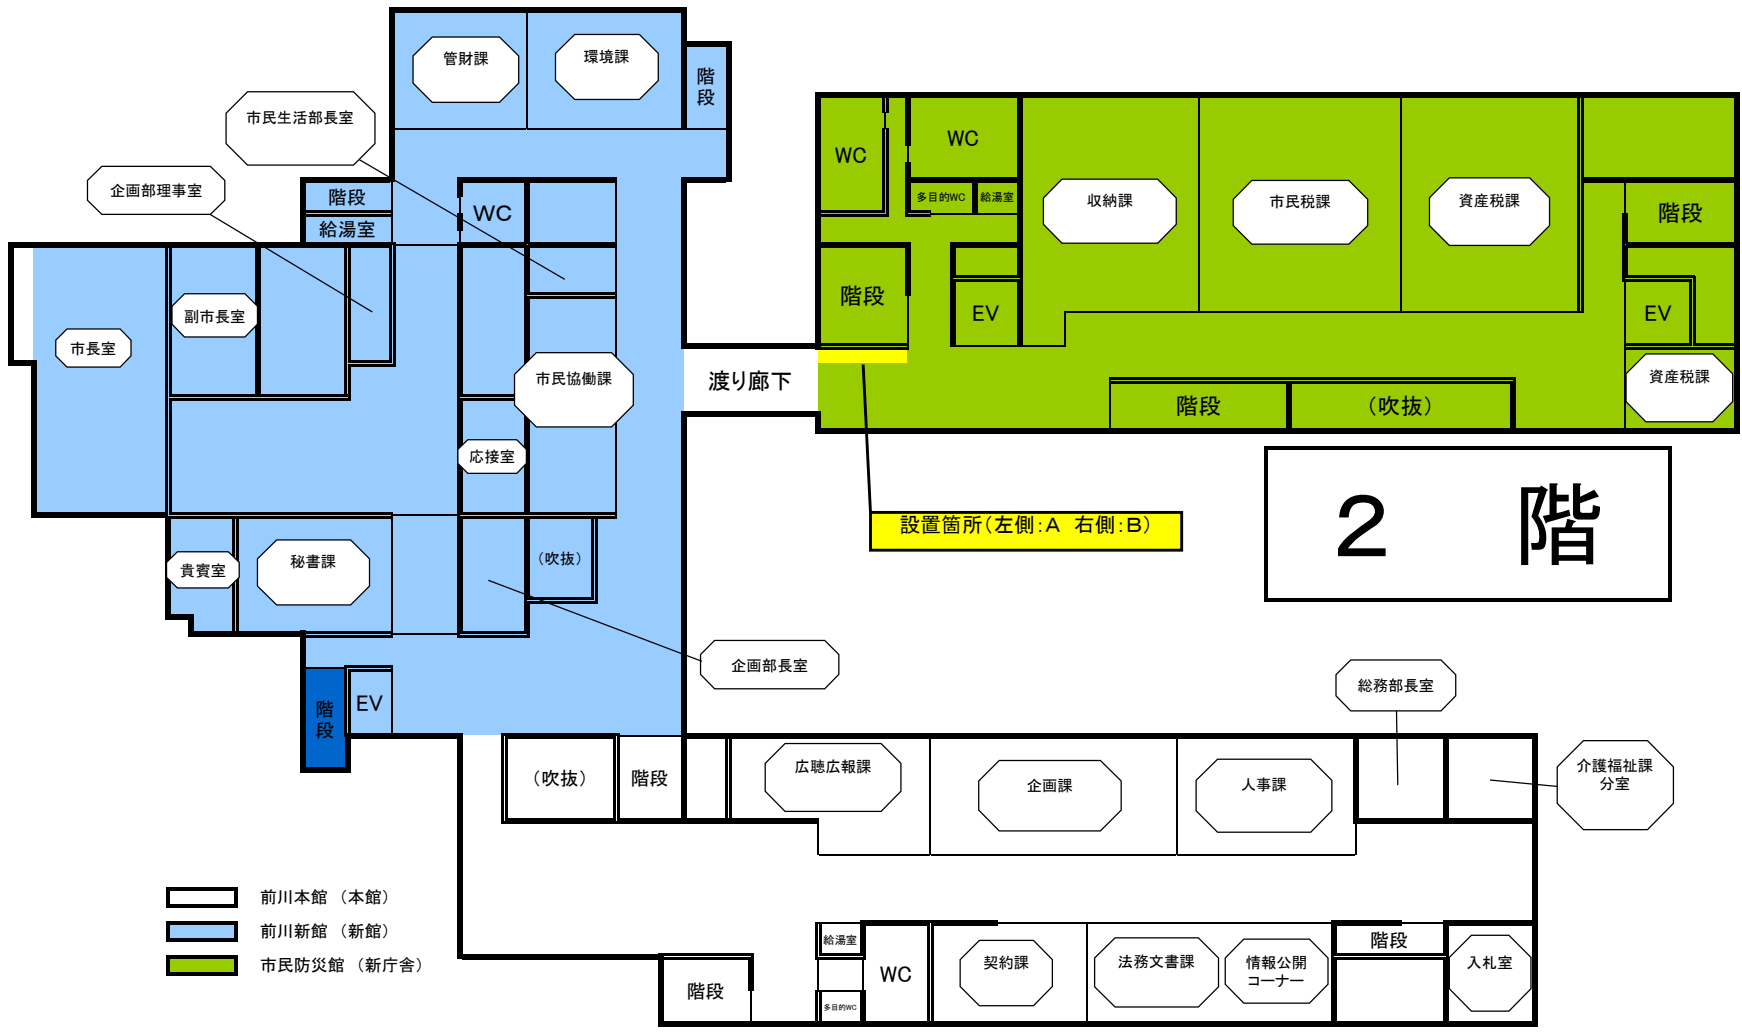 管財課
環境課
階段
市民生活部長室
企画部理事室
階段
給湯室
WC
市長室
副市長室
市民協働課
応接室
貴賓室
秘書課
(吹抜)
企画部長室
階段
EV
渡り廊下
WC
WC
多目的WC
給湯室
階段
EV
収納課
市民税課
資産税課
階段
EV
資産税課
階段
(吹抜)
設置箇所(左側:A 右側:B)
2 階
(吹抜)
階段
広聴広報課
企画課
人事課
総務部長室
介護福祉課
分室
給湯室
多目的WC
WC
階段
契約課
法務文書課
情報公開
コーナー
階段
入札室
前川本館 (本館)
前川新館 (新館)
市民防災館 (新庁舎)